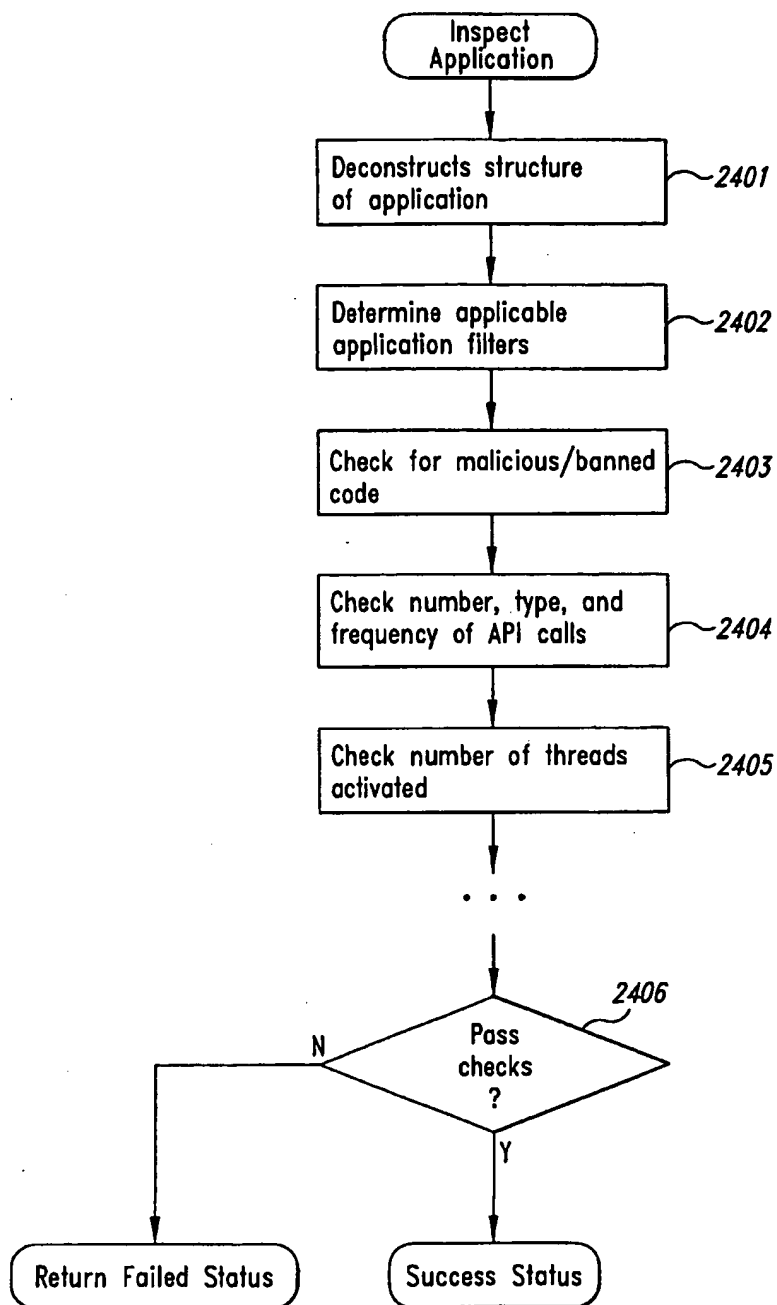 Inspect
Application
Deconstructs structure
of application
2401
Determine applicable
application filters
2402
Check for malicious/banned
code
2403
Check number, type, and
frequency of API calls
2404
Check number of threads
activated
2405
. . .
2406
Pass
checks
?
N
Y
Return Failed Status
Success Status